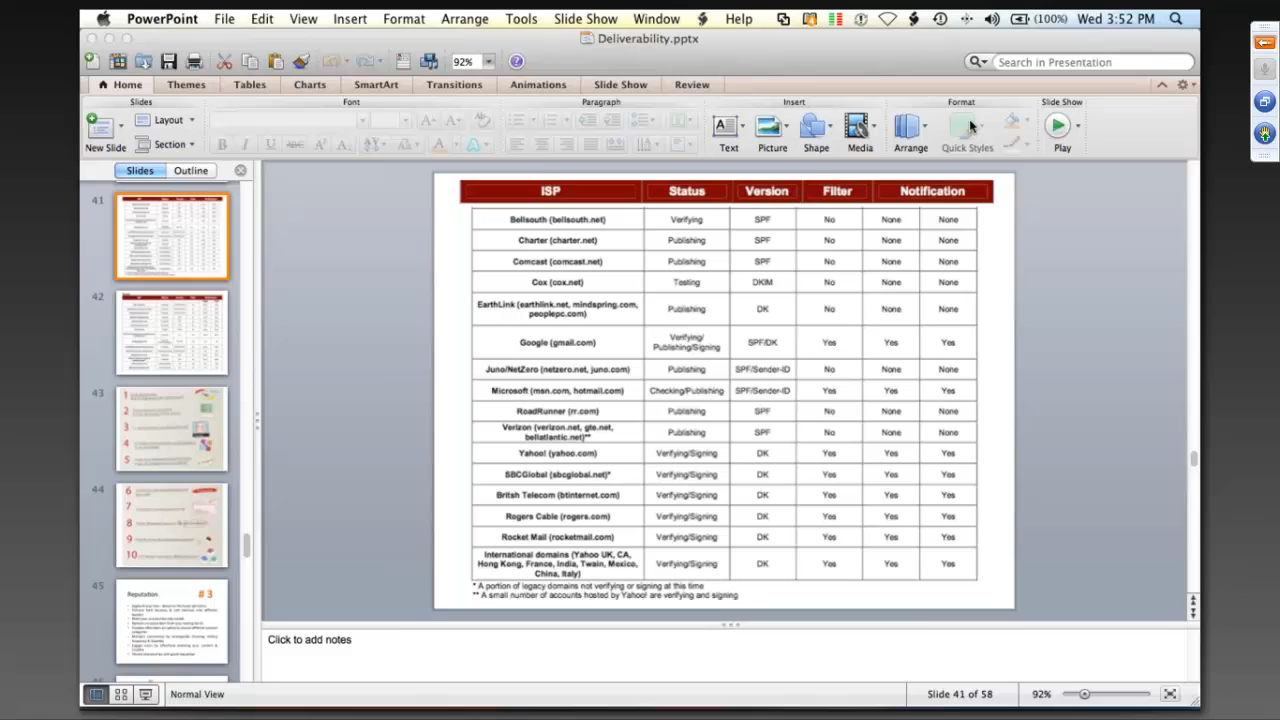 PowerPoint File Edit View Insert Format Arrange Tools Slide Show Window Help (100%) Wed 3:52 PM
Deliverability.pptx
92% Search in Presentation
Home Themes Tables Charts SmartArt Transitions Animations Slide Show Review
Slides Font Paragraph Insert Format Slide Show
New Slide Layout Section Text Picture Shape Media Arrange Quick Styles Play
Slides Outline
41
42
43
44
45
Reputation #3
ISP Status Version Filter Notification
Bellsouth (bellsouth.net) Verifying SPF No None None
Charter (charter.net) Publishing SPF No None None
Comcast (comcast.net) Publishing SPF No None None
Cox (cox.net) Testing DKIM No None None
EarthLink (earthlink.net, mindspring.com,
peoplepc.com) Publishing DK No None None
Google (gmail.com) Verifying/
Publishing/Signing SPF/DK Yes Yes Yes
Juno/NetZero (netzero.net, juno.com) Publishing SPF/Sender-ID No None None
Microsoft (msn.com, hotmail.com) Checking/Publishing SPF/Sender-ID Yes Yes Yes
RoadRunner (rr.com) Publishing SPF No None None
Verizon (verizon.net, gte.net,
bellatlantic.net)** Publishing SPF No None None
Yahoo! (yahoo.com) Verifying/Signing DK Yes Yes Yes
SBCGlobal (sbcglobal.net)* Verifying/Signing DK Yes Yes Yes
Britsh Telecom (btinternet.com) Verifying/Signing DK Yes Yes Yes
Rogers Cable (rogers.com) Verifying/Signing DK Yes Yes Yes
Rocket Mail (rocketmail.com) Verifying/Signing DK Yes Yes Yes
International domains (Yahoo UK, CA,
Hong Kong, France, India, Twain, Mexico,
China, Italy) Verifying/Signing DK Yes Yes Yes
* A portion of legacy domains not verifying or signing at this time
** A small number of accounts hosted by Yahoo! are verifying and signing
Click to add notes
Normal View Slide 41 of 58 92%